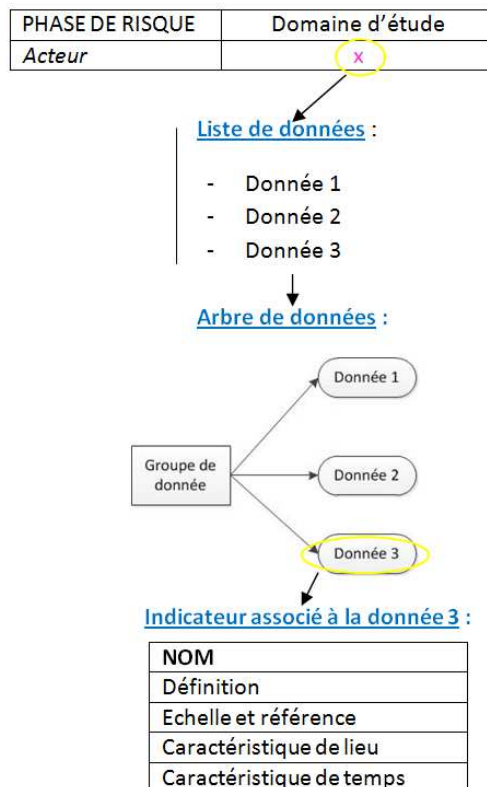 PHASE DE RISQUE Domaine d’étude
Acteur x
Liste de données :
- Donnée 1
- Donnée 2
- Donnée 3
Arbre de données :
Donnée 1
Groupe de
donnée
Donnée 2
Donnée 3
Indicateur associé à la donnée 3 :
NOM
Définition
Echelle et référence
Caractéristique de lieu
Caractéristique de temps